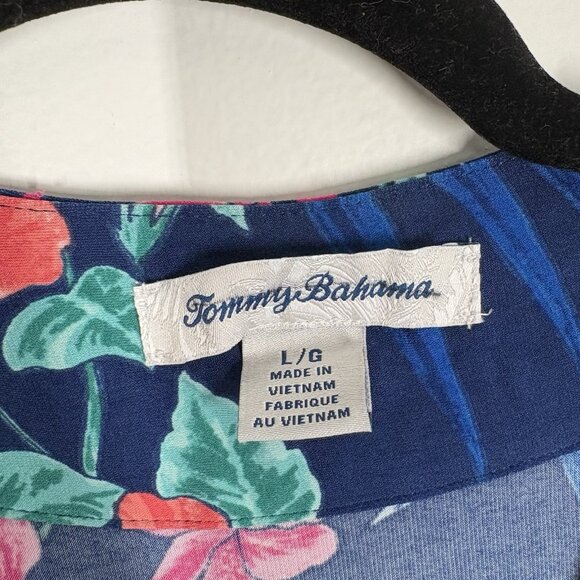 Tommy Bahama
L/G
MADE IN
VIETNAM
FABRIQUE
AU VIETNAM